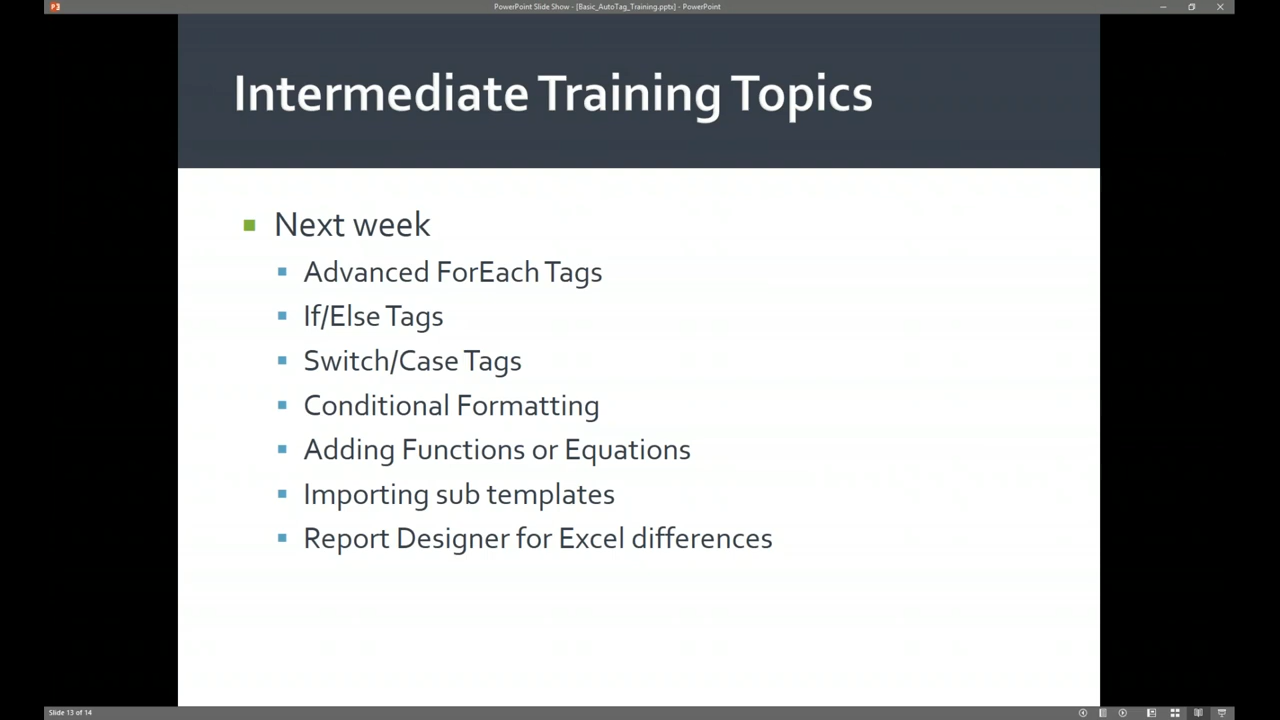 PowerPoint Slide Show - [Basic_AutoTag_Training.pptx] - PowerPoint
Intermediate Training Topics
Next week
Advanced ForEach Tags
If/Else Tags
Switch/Case Tags
Conditional Formatting
Adding Functions or Equations
Importing sub templates
Report Designer for Excel differences
Slide 13 of 14